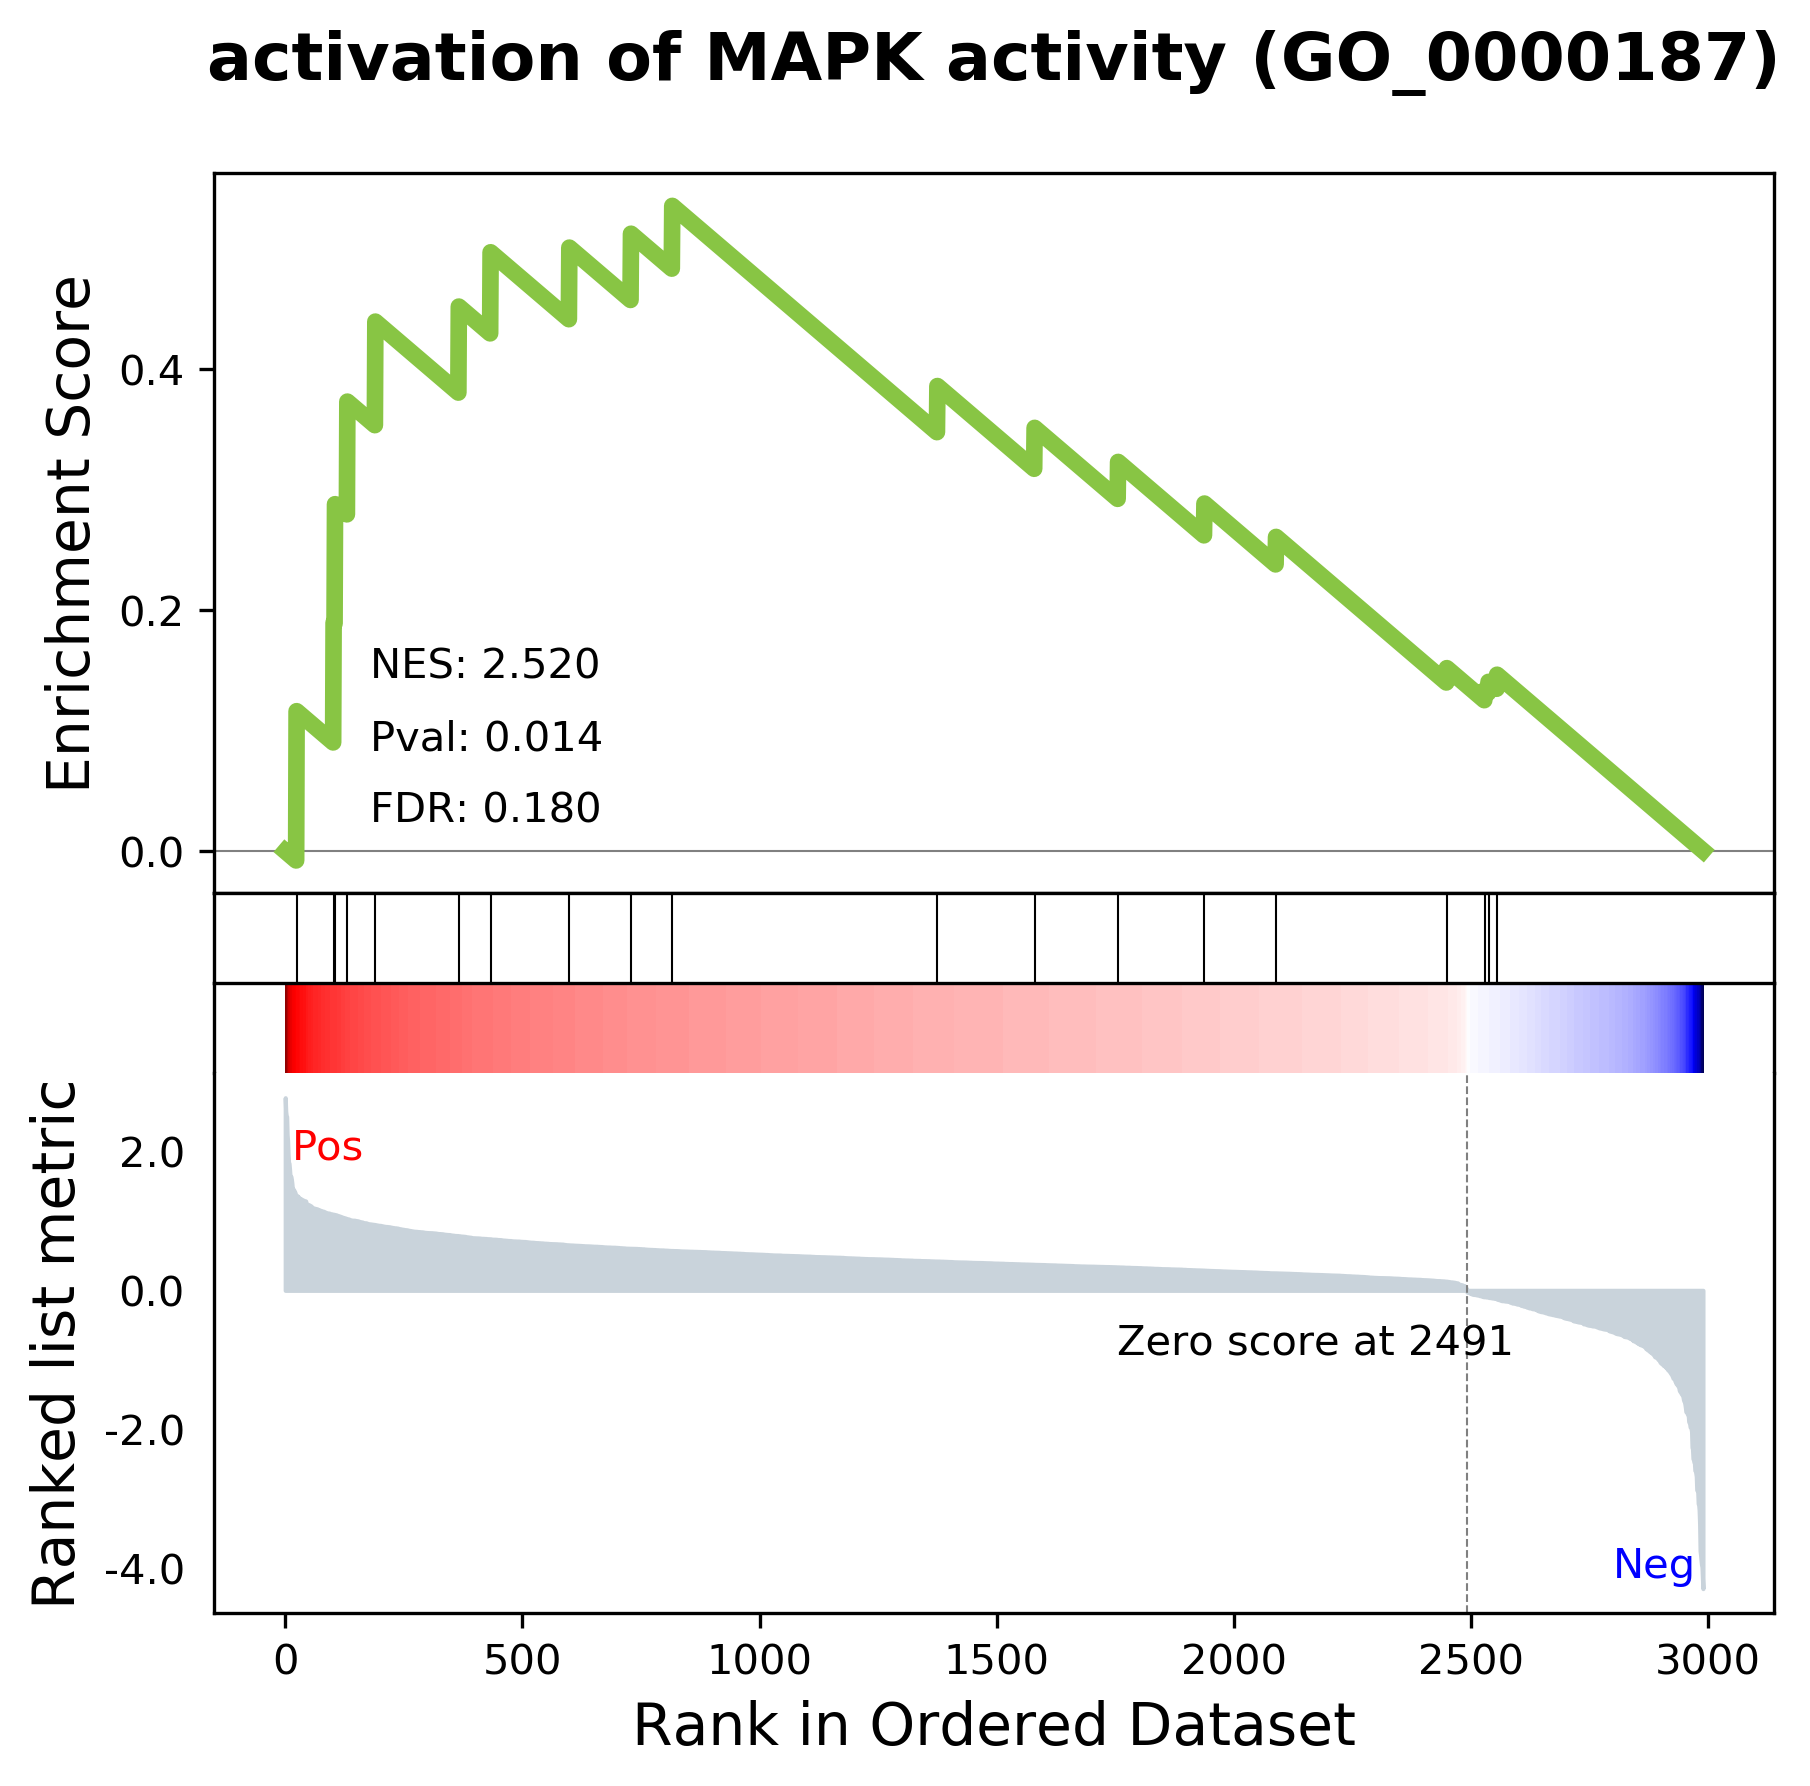 activation of MAPK activity (GO_0000187)
Enrichment Score
0.4
0.2
0.0
NES: 2.520
Pval: 0.014
FDR: 0.180
Ranked list metric
2.0
0.0
-2.0
-4.0
Pos
Zero score at 2491
Neg
0 500 1000 1500 2000 2500 3000
Rank in Ordered Dataset